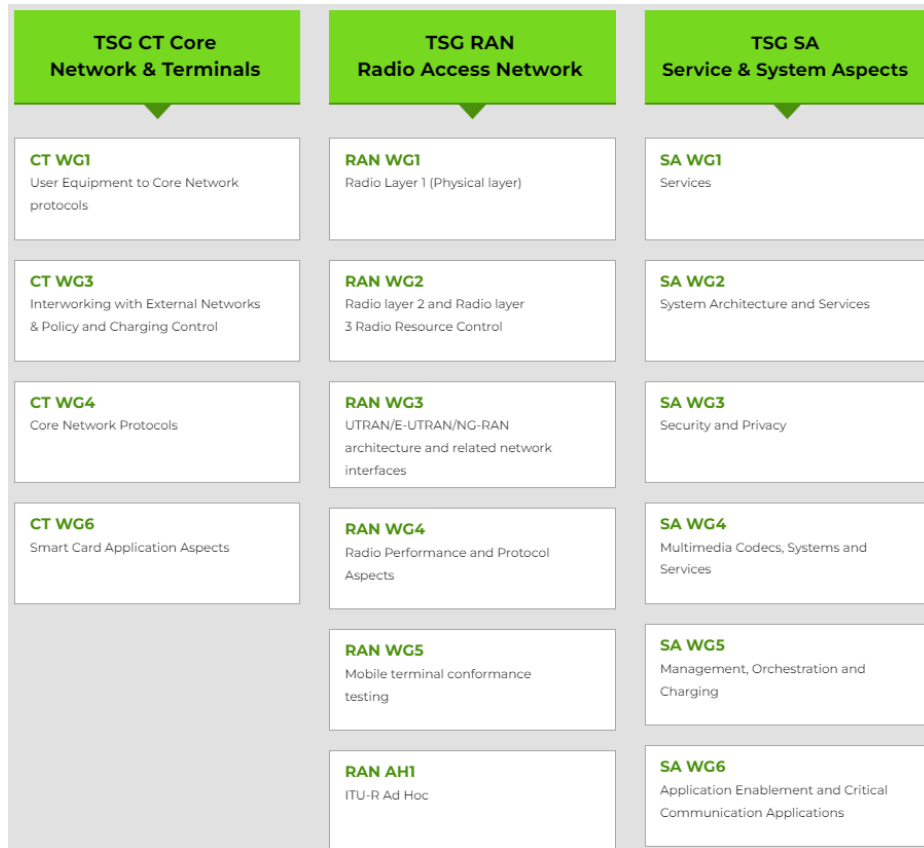 TSG CT Core
Network & Terminals
CT WG1
User Equipment to Core Network
protocols
CT WG3
Interworking with External Networks
& Policy and Charging Control
CT WG4
Core Network Protocols
CT WG6
Smart Card Application Aspects
TSG RAN
Radio Access Network
RAN WG1
Radio Layer 1 (Physical layer)
RAN WG2
Radio layer 2 and Radio layer
3 Radio Resource Control
RAN WG3
UTRAN/E-UTRAN/NG-RAN
architecture and related network
interfaces
RAN WG4
Radio Performance and Protocol
Aspects
RAN WG5
Mobile terminal conformance
testing
RAN AH1
ITU-R Ad Hoc
TSG SA
Service & System Aspects
SA WG1
Services
SA WG2
System Architecture and Services
SA WG3
Security and Privacy
SA WG4
Multimedia Codecs, Systems and
Services
SA WG5
Management, Orchestration and
Charging
SA WG6
Application Enablement and Critical
Communication Applications